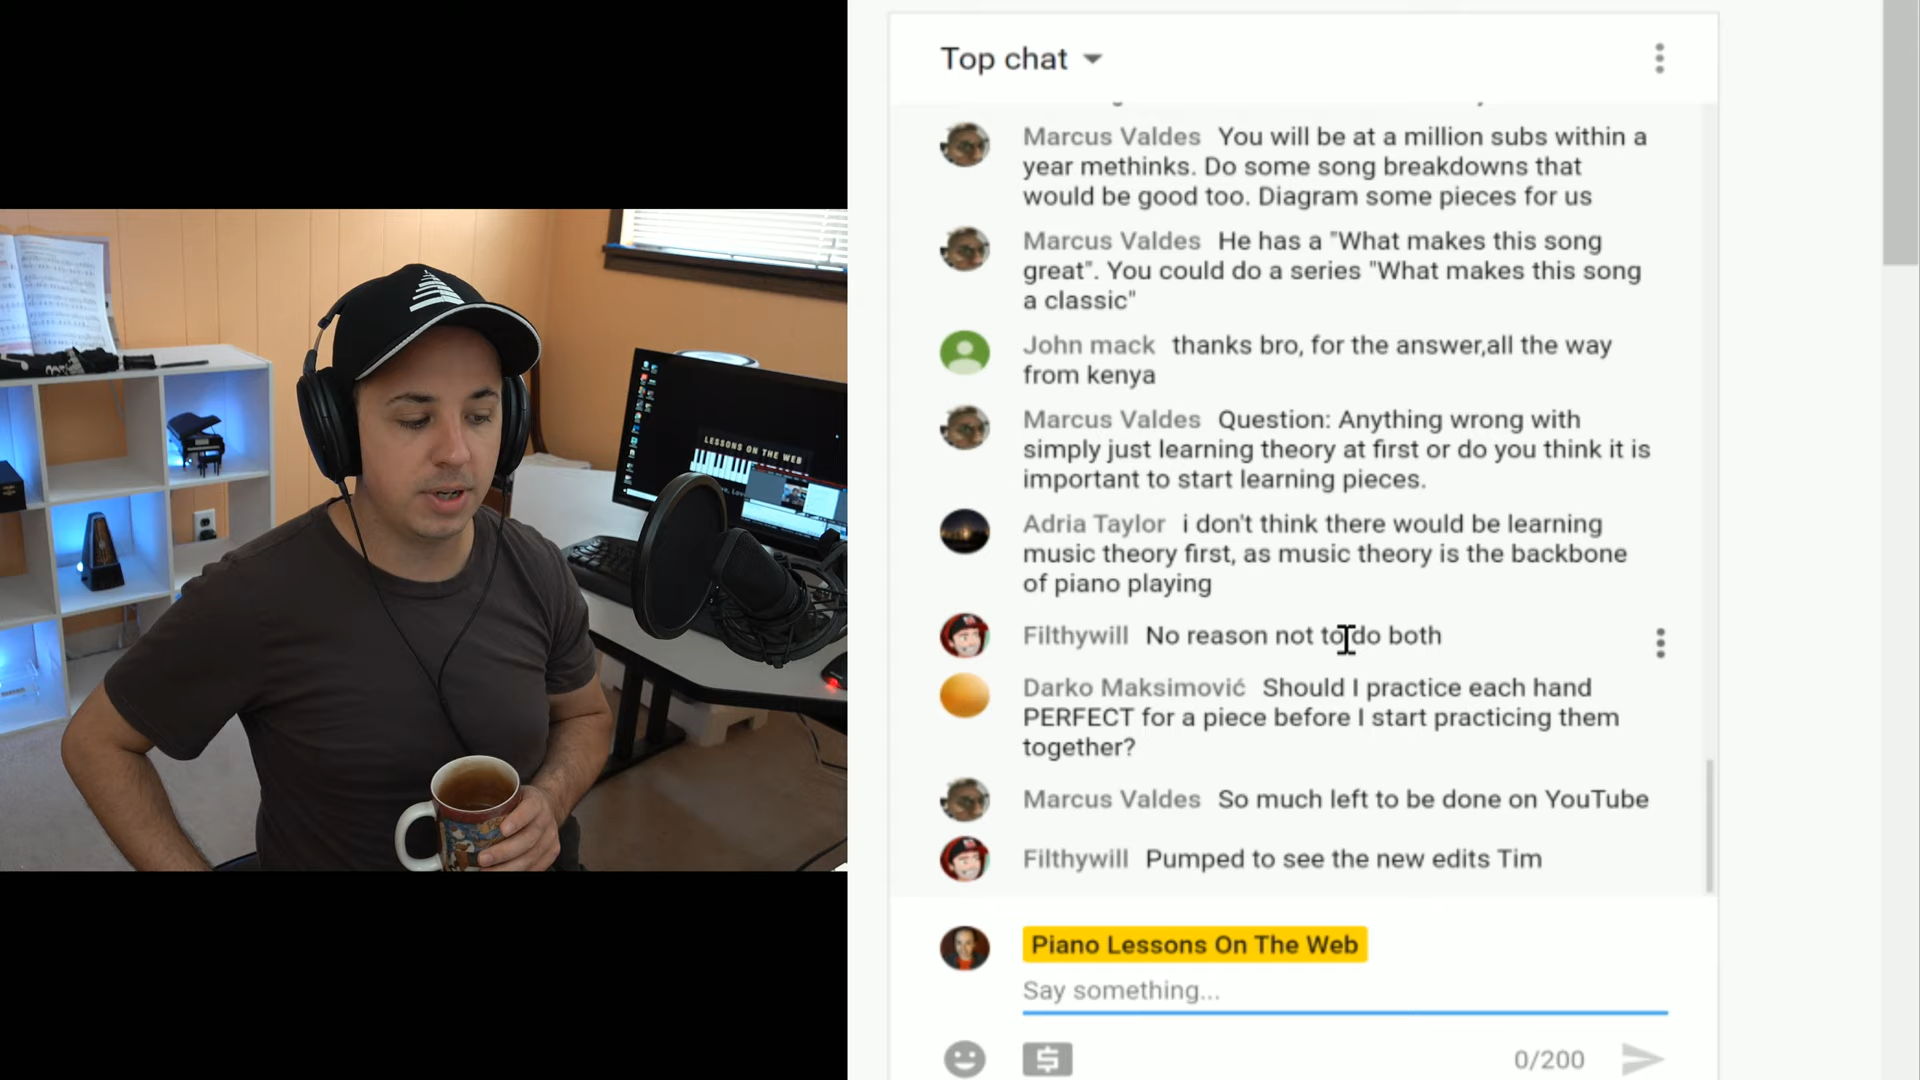 Top chat
Marcus Valdes You will be at a million subs within a
year methinks. Do some song breakdowns that
would be good too. Diagram some pieces for us
Marcus Valdes He has a "What makes this song
great". You could do a series "What makes this song
a classic"
John mack thanks bro, for the answer,all the way
from kenya
Marcus Valdes Question: Anything wrong with
simply just learning theory at first or do you think it is
important to start learning pieces.
Adria Taylor i don't think there would be learning
music theory first, as music theory is the backbone
of piano playing
Filthywill No reason not to do both
Darko Maksimović Should I practice each hand
PERFECT for a piece before I start practicing them
together?
Marcus Valdes So much left to be done on YouTube
Filthywill Pumped to see the new edits Tim
Piano Lessons On The Web
Say something...
0/200
LESSONS ON THE WEB